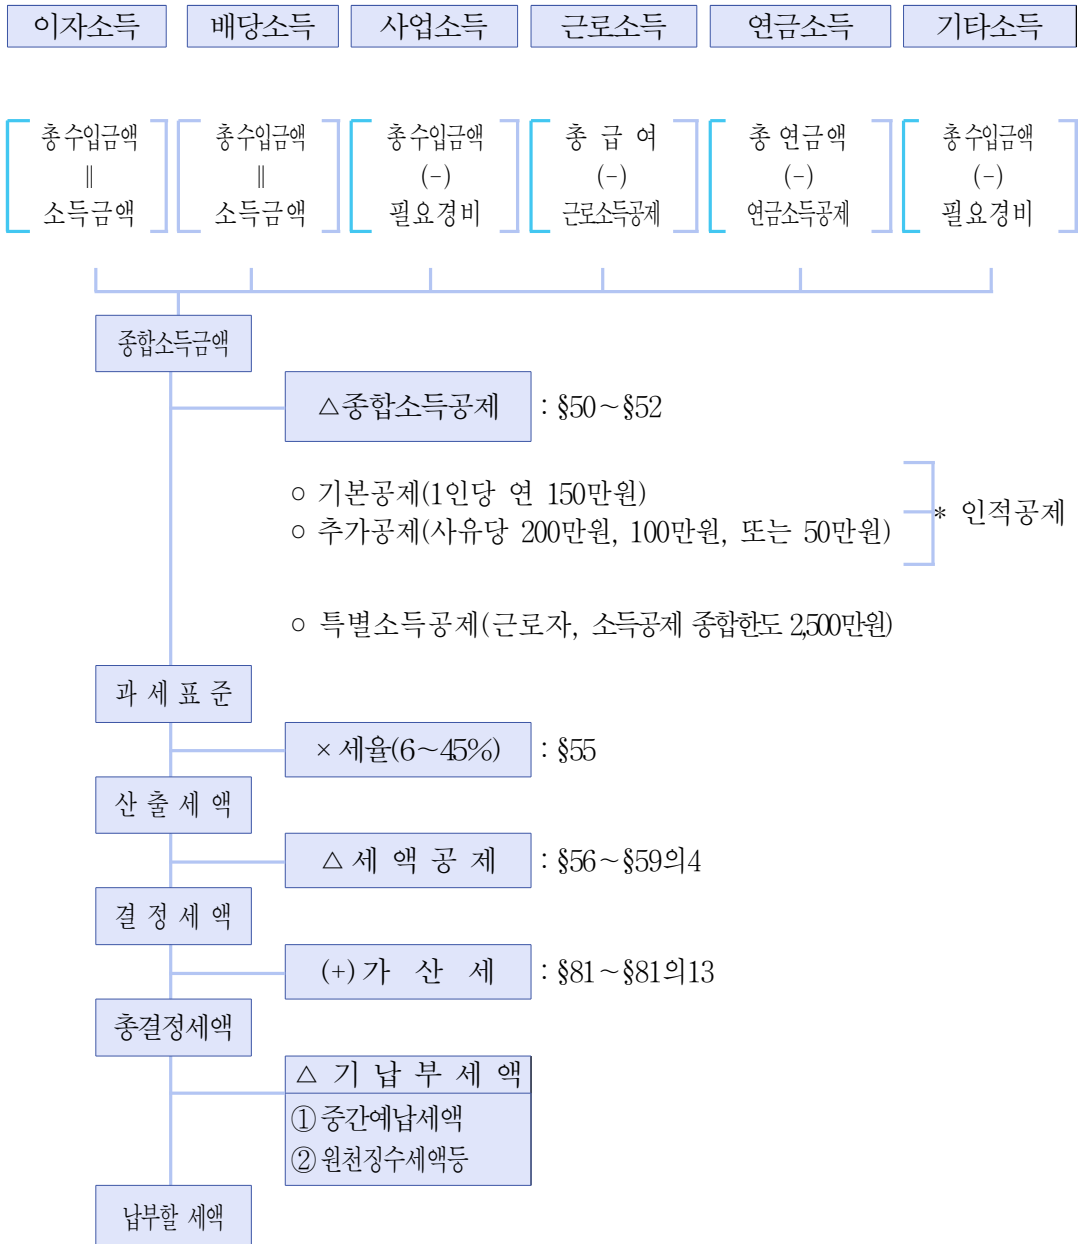 이자소득 배당소득 사업소득 근로소득 연금소득 기타소득
총수입금액 총수입금액 총수입금액 총 급 여 총 연금액 총수입금액
∥ ∥ (-) (-) (-) (-)
소득금액 소득금액 필요경비 근로소득공제 연금소득공제 필요경비
종합소득금액
△종합소득공제 : §50~§52
○ 기본공제(1인당 연 150만원)
* 인적공제
○ 추가공제(사유당 200만원, 100만원, 또는 50만원)
○ 특별소득공제(근로자, 소득공제 종합한도 2,500만원)
과 세 표 준
× 세율(6~45%) : §55
산 출 세 액
△ 세 액 공 제 : §56~§59의4
결 정 세 액
(+) 가 산 세 : §81~§81의13
총결정세액
△ 기 납 부 세 액
① 중간예납세액
② 원천징수세액등
납부할 세액